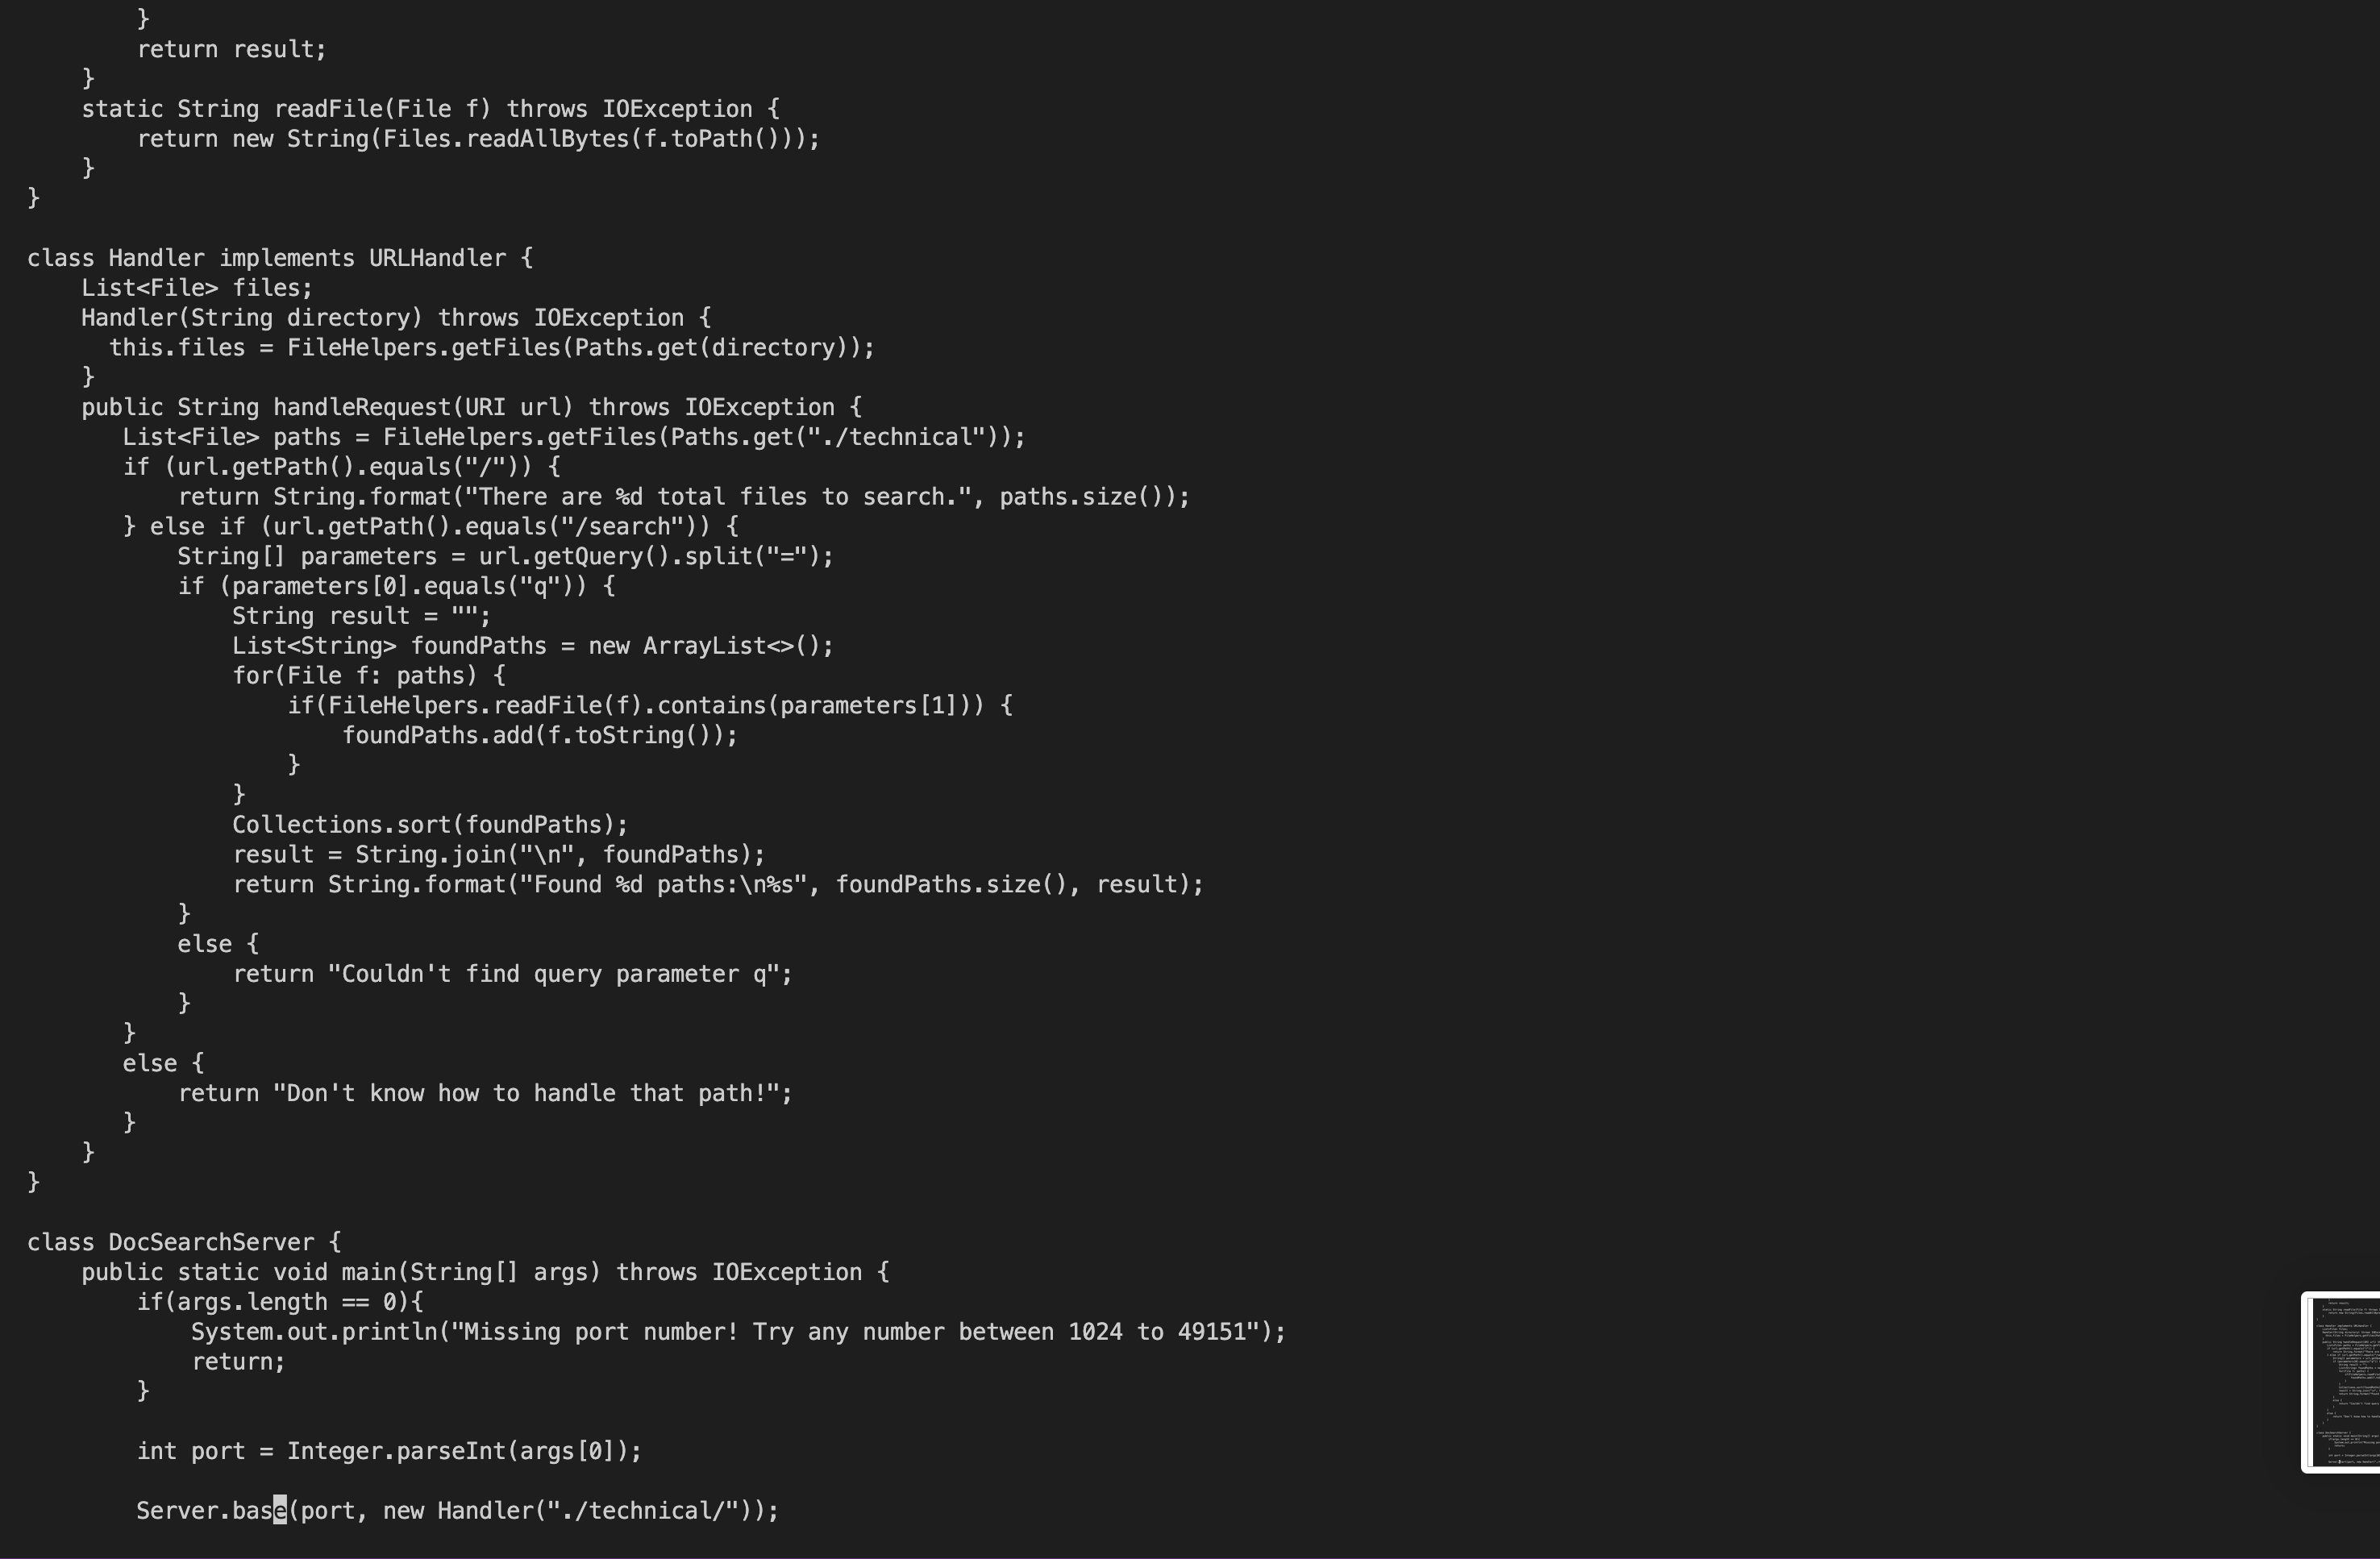 }
        return result;
    }
    static String readFile(File f) throws IOException {
        return new String(Files.readAllBytes(f.toPath()));
    }
}

class Handler implements URLHandler {
    List<File> files;
    Handler(String directory) throws IOException {
      this.files = FileHelpers.getFiles(Paths.get(directory));
    }
    public String handleRequest(URI url) throws IOException {
       List<File> paths = FileHelpers.getFiles(Paths.get("./technical"));
       if (url.getPath().equals("/")) {
           return String.format("There are %d total files to search.", paths.size());
       } else if (url.getPath().equals("/search")) {
           String[] parameters = url.getQuery().split("=");
           if (parameters[0].equals("q")) {
               String result = "";
               List<String> foundPaths = new ArrayList<>();
               for(File f: paths) {
                   if(FileHelpers.readFile(f).contains(parameters[1])) {
                       foundPaths.add(f.toString());
                   }
               }
               Collections.sort(foundPaths);
               result = String.join("\n", foundPaths);
               return String.format("Found %d paths:\n%s", foundPaths.size(), result);
           }
           else {
               return "Couldn't find query parameter q";
           }
       }
       else {
           return "Don't know how to handle that path!";
       }
    }
}

class DocSearchServer {
    public static void main(String[] args) throws IOException {
        if(args.length == 0){
            System.out.println("Missing port number! Try any number between 1024 to 49151");
            return;
        }

        int port = Integer.parseInt(args[0]);

        Server.base(port, new Handler("./technical/"));